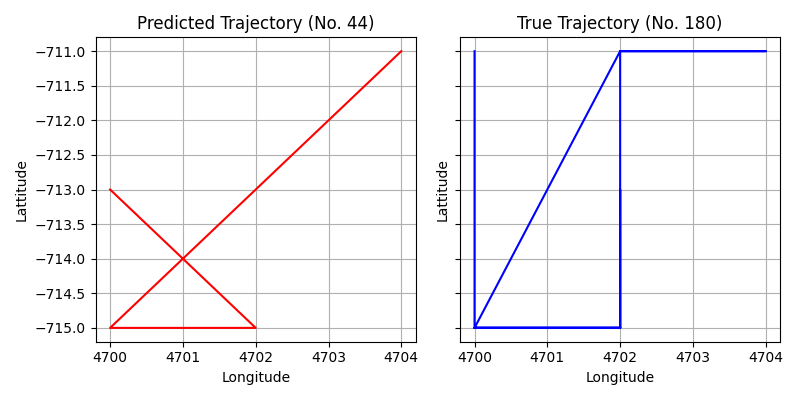 Predicted Trajectory (No. 44)
True Trajectory (No. 180)
−711.0
−711.5
−712.0
−712.5
−713.0
−713.5
−714.0
−714.5
−715.0
Lattitude
Lattitude
4700 4701 4702 4703 4704
4700 4701 4702 4703 4704
Longitude
Longitude